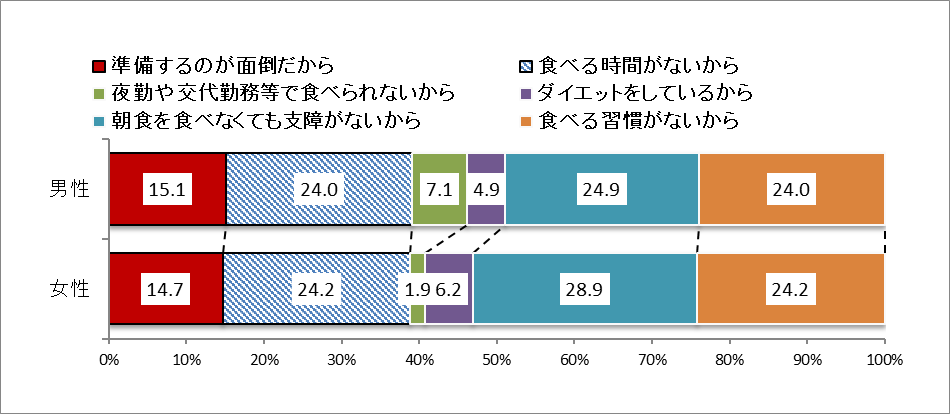 準備するのが面倒だから 食べる時間がないから
夜勤や交代勤務等で食べられないから ダイエットをしているから
朝食を食べなくても支障がないから 食べる習慣がないから
男性 15.1 24.0 7.1 4.9 24.9 24.0
女性 14.7 24.2 1.9 6.2 28.9 24.2
0% 10% 20% 30% 40% 50% 60% 70% 80% 90% 100%